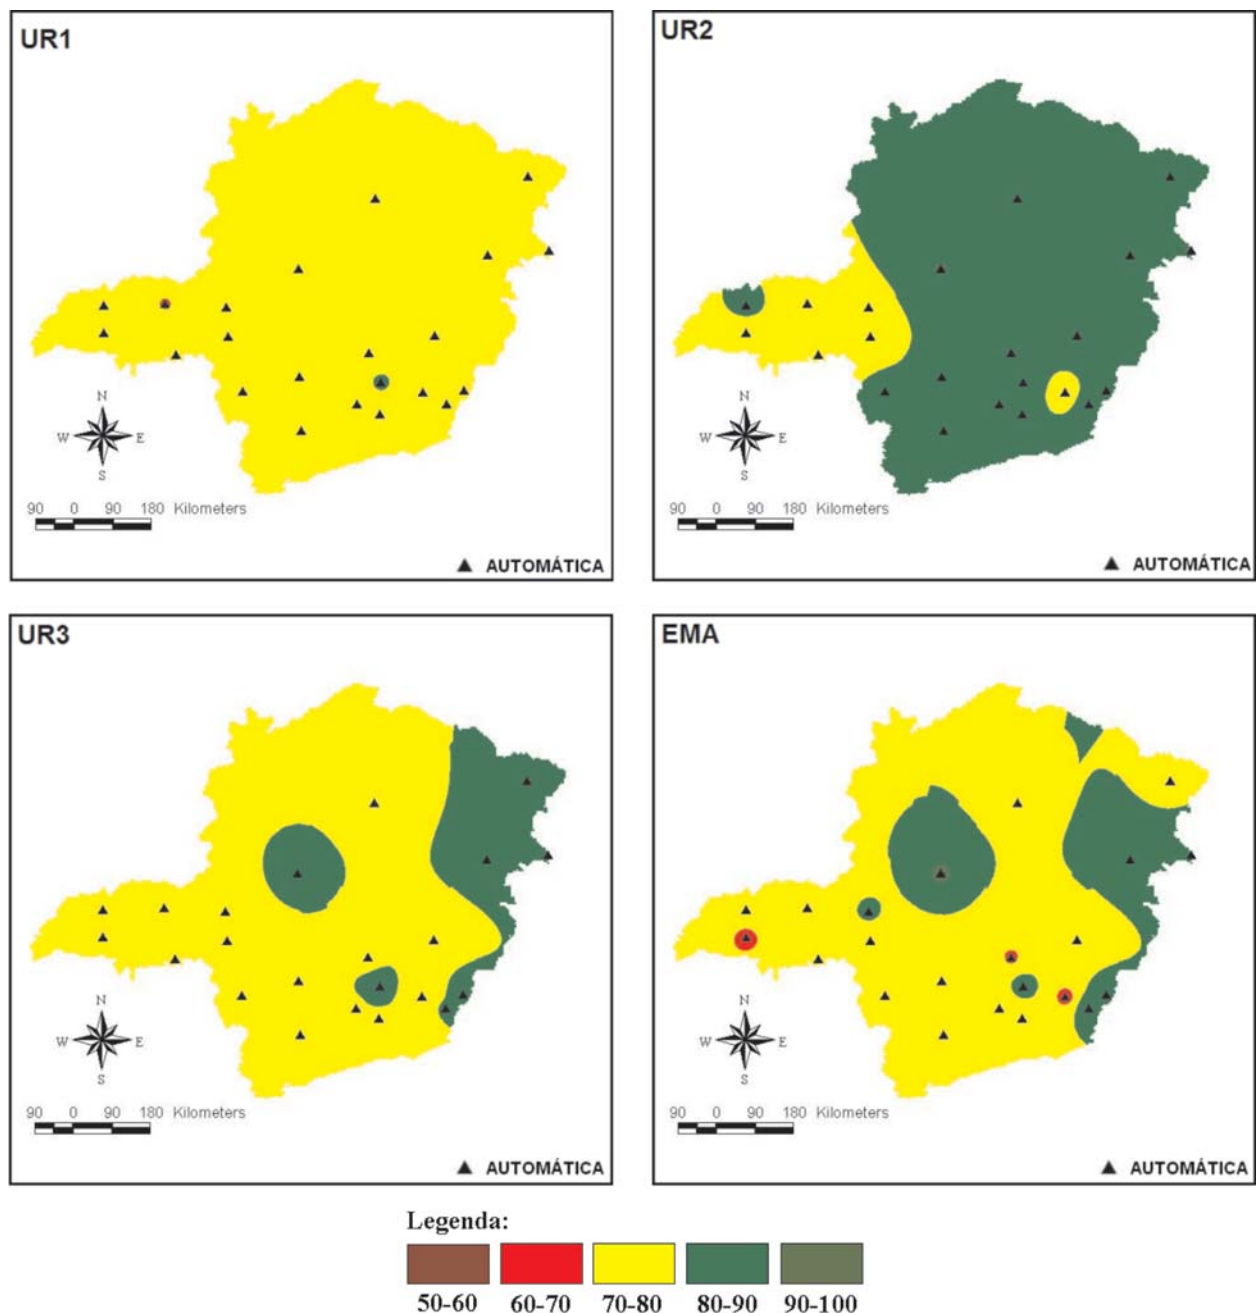 UR1
N
W E
S
90 0 90 180 Kilometers
▲ AUTOMÁTICA
UR2
N
W E
S
90 0 90 180 Kilometers
▲ AUTOMÁTICA
UR3
N
W E
S
90 0 90 180 Kilometers
▲ AUTOMÁTICA
EMA
N
W E
S
90 0 90 180 Kilometers
▲ AUTOMÁTICA
Legenda:
50-60 60-70 70-80 80-90 90-100